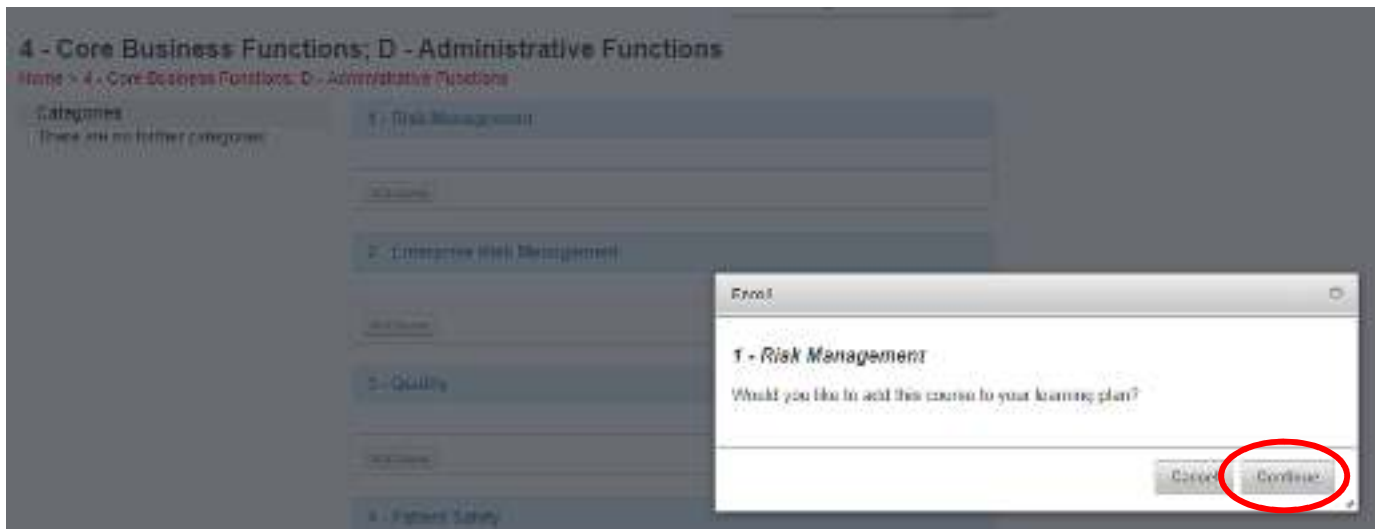 4 - Core Business Functions; D - Administrative Functions
Home > 4 - Core Business Functions; D - Administrative Functions
Categories
There are no further categories
1 - Risk Management
2 - Enterprise Risk Management
3 - Quality
4 - Patient Safety
Enroll
1 - Risk Management
Would you like to add this course to your learning plan?
Cancel
Continue